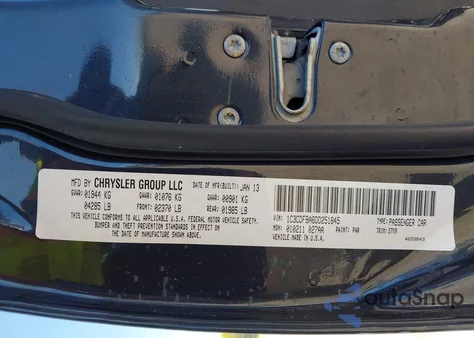 MFD BY CHRYSLER GROUP LLC DATE OF MFR(BUILT): JAN 13
GVWR: 01944 KG GAWR: 01076 KG GAWR: 00901 KG
04285 LB FRONT: 02370 LB REAR: 01985 LB
THIS VEHICLE CONFORMS TO ALL APPLICABLE U.S.A. FEDERAL MOTOR VEHICLE SAFETY,
BUMPER AND THEFT PREVENTION STANDARDS IN EFFECT ON
THE DATE OF MANUFACTURE SHOWN ABOVE.
VIN: 1C3CDFBA6DD251845 TYPE: PASSENGER CAR
MDH: 010211 027AA PAINT: PAR TRIM:
VEHICLE MADE IN U.S.A.
autoSnap